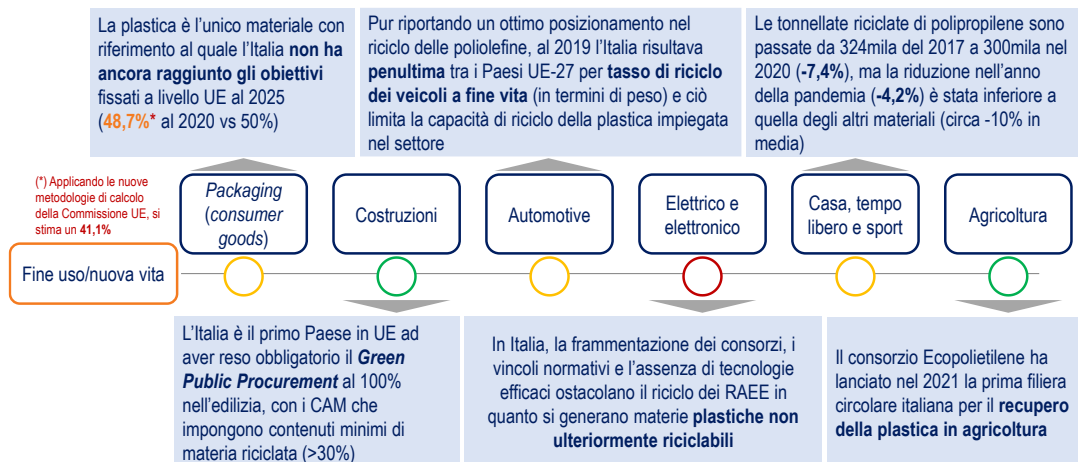 La plastica è l'unico materiale con
riferimento al quale l'Italia non ha
ancora raggiunto gli obiettivi
fissati a livello UE al 2025
(48,7%* al 2020 vs 50%)
Pur riportando un ottimo posizionamento nel
riciclo delle poliolefine, al 2019 l'Italia risultava
penultima tra i Paesi UE-27 per tasso di riciclo
dei veicoli a fine vita (in termini di peso) e ciò
limita la capacità di riciclo della plastica impiegata
nel settore
Le tonnellate riciclate di polipropilene sono
passate da 324mila del 2017 a 300mila nel
2020 (-7,4%), ma la riduzione nell'anno
della pandemia (-4,2%) è stata inferiore a
quella degli altri materiali (circa -10% in
media)
(*) Applicando le nuove
metodologie di calcolo
della Commissione UE, si
stima un 41,1%
Packaging
(consumer
goods)
Costruzioni
Automotive
Elettrico e
elettronico
Casa, tempo
libero e sport
Agricoltura
Fine uso/nuova vita
L'Italia è il primo Paese in UE ad
aver reso obbligatorio il Green
Public Procurement al 100%
nell'edilizia, con i CAM che
impongono contenuti minimi di
materia riciclata (>30%)
In Italia, la frammentazione dei consorzi, i
vincoli normativi e l'assenza di tecnologie
efficaci ostacolano il riciclo dei RAEE in
quanto si generano materie plastiche non
ulteriormente riciclabili
Il consorzio Ecopolietilene ha
lanciato nel 2021 la prima filiera
circolare italiana per il recupero
della plastica in agricoltura